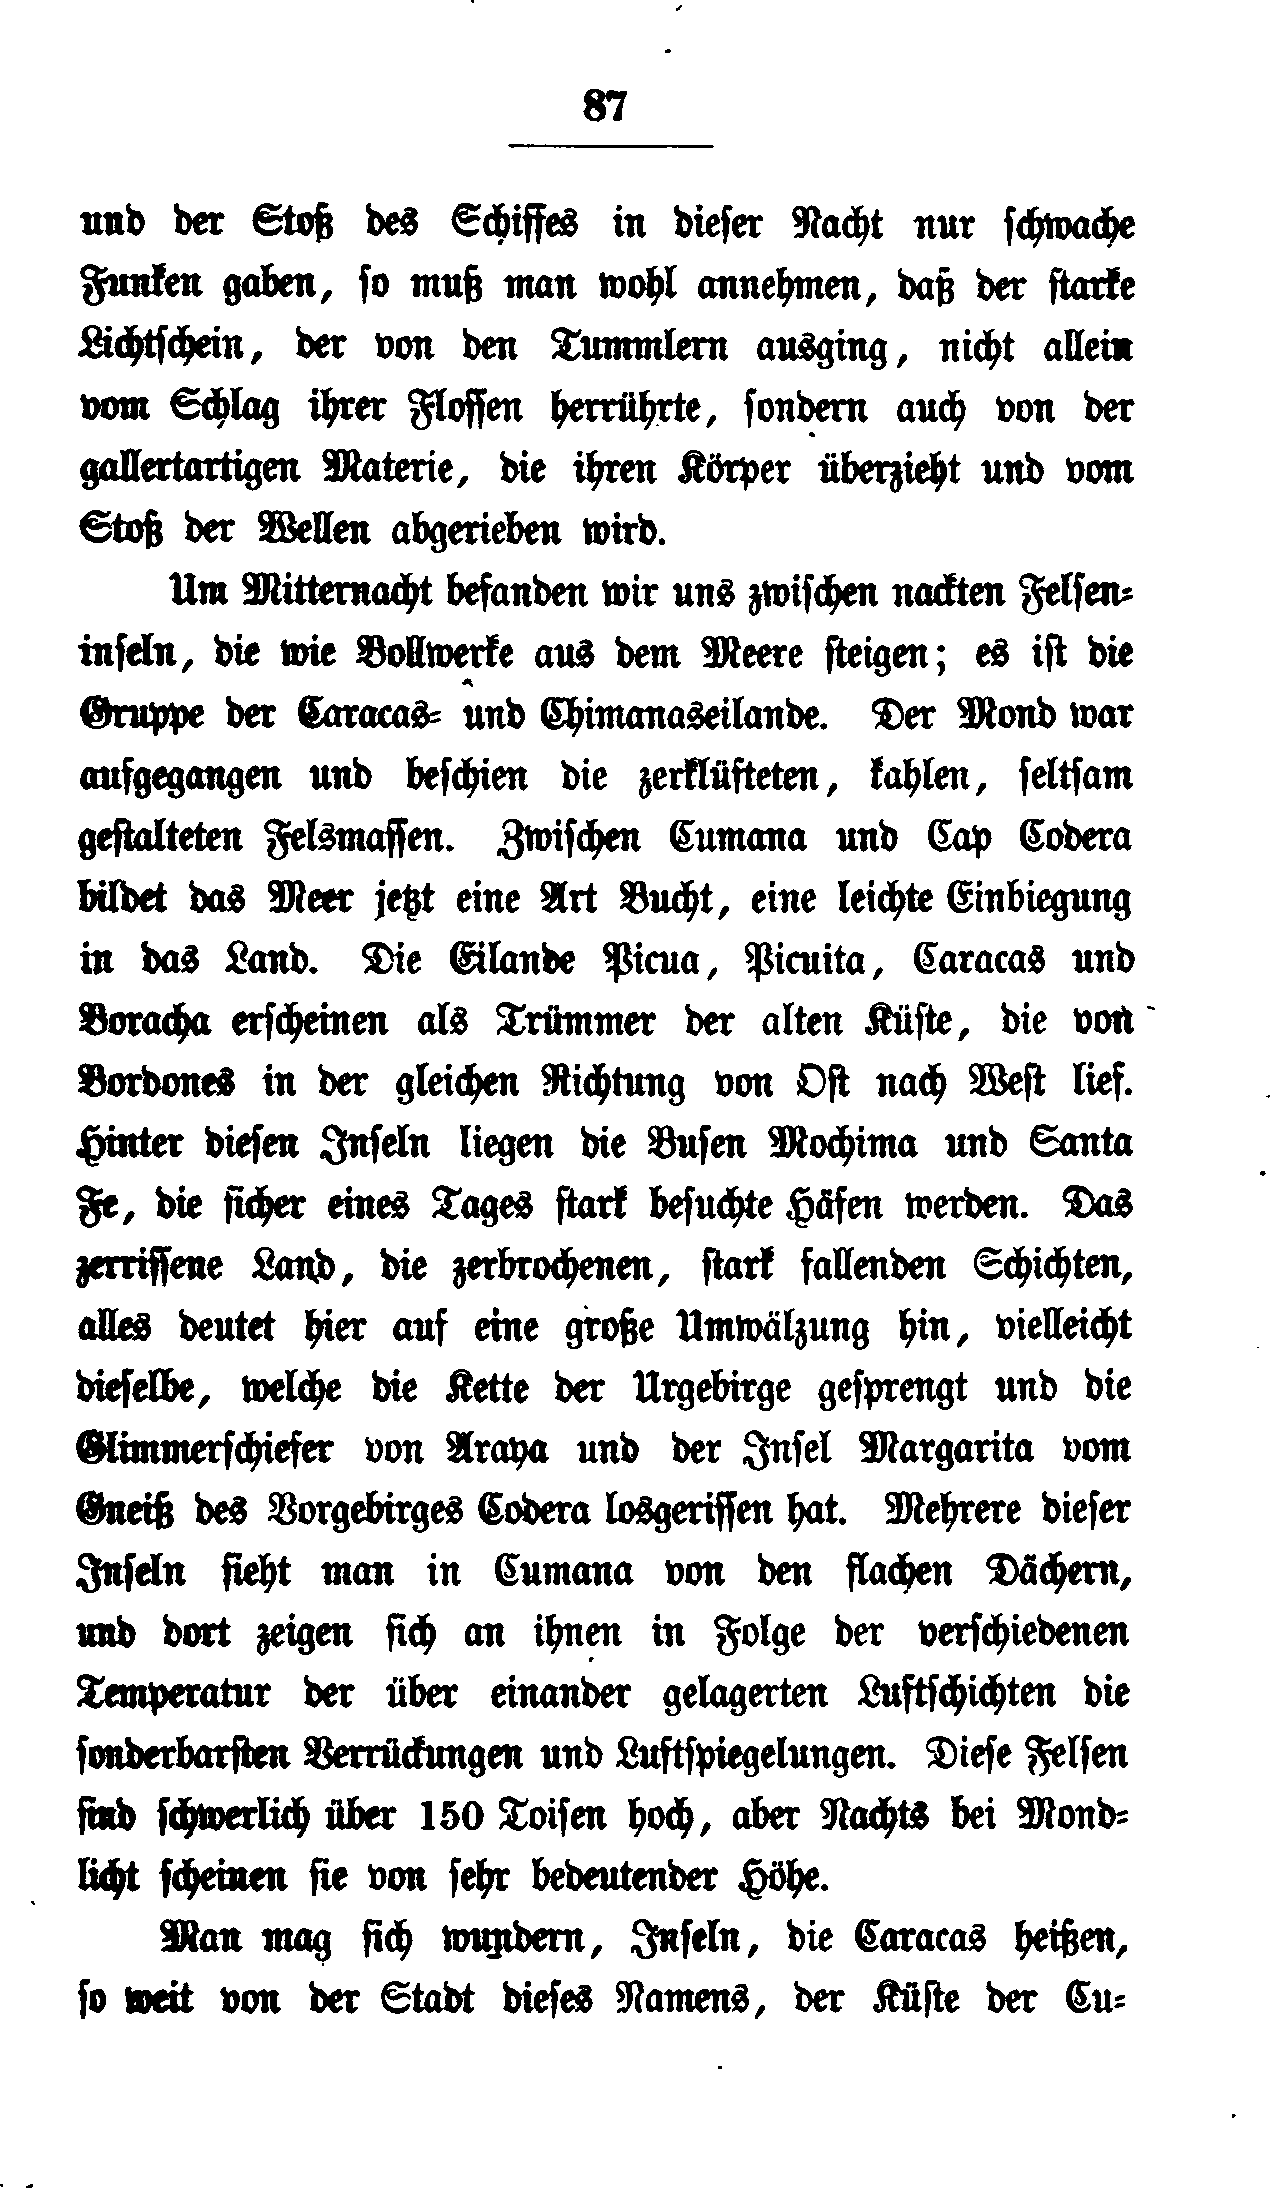 87
und der Stoß des Schiffes in dieser Nacht nur schwache
Funken gaben, so muß man wohl annehmen, daß der starke
Lichtschein, der von den Tummlern ausging, nicht allein
vom Schlag ihrer Flossen herrührte, sondern auch von der
gallertartigen Materie, die ihren Körper überzieht und vom
Stoß der Wellen abgerieben wird.
Um Mitternacht befanden wir uns zwischen nackten Felsen-
inseln, die wie Bollwerke aus dem Meere steigen; es ist die
Gruppe der Caracas- und Chimanaseilande. Der Mond war
aufgegangen und beschien die zerklüfteten, kahlen, seltsam
gestalteten Felsmassen. Zwischen Cumana und Cap Codera
bildet das Meer jetzt eine Art Bucht, eine leichte Einbiegung
in das Land. Die Eilande Picua, Picuita, Caracas und
Boracha erscheinen als Trümmer der alten Küste, die von
Bordones in der gleichen Richtung von Ost nach West lief.
Hinter diesen Inseln liegen die Busen Mochima und Santa
Fe, die sicher eines Tages stark besuchte Häfen werden. Das
zerrissene Land, die zerbrochenen, stark fallenden Schichten,
alles deutet hier auf eine große Umwälzung hin, vielleicht
dieselbe, welche die Kette der Urgebirge gesprengt und die
Glimmerschiefer von Araya und der Insel Margarita vom
Gneiß des Vorgebirges Codera losgerissen hat. Mehrere dieser
Inseln sieht man in Cumana von den flachen Dächern,
und dort zeigen sich an ihnen in Folge der verschiedenen
Temperatur der über einander gelagerten Luftschichten die
sonderbarsten Verrückungen und Luftspiegelungen. Diese Felsen
sind schwerlich über 150 Toisen hoch, aber Nachts bei Mond-
licht scheinen sie von sehr bedeutender Höhe.
Man mag sich wundern, Inseln, die Caracas heißen,
so weit von der Stadt dieses Namens, der Küste der Cu-